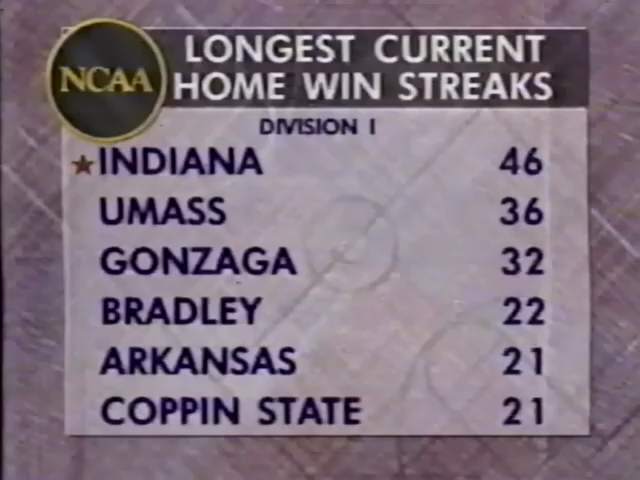 NCAA
LONGEST CURRENT
HOME WIN STREAKS
DIVISION I
★INDIANA 46
UMASS 36
GONZAGA 32
BRADLEY 22
ARKANSAS 21
COPPIN STATE 21